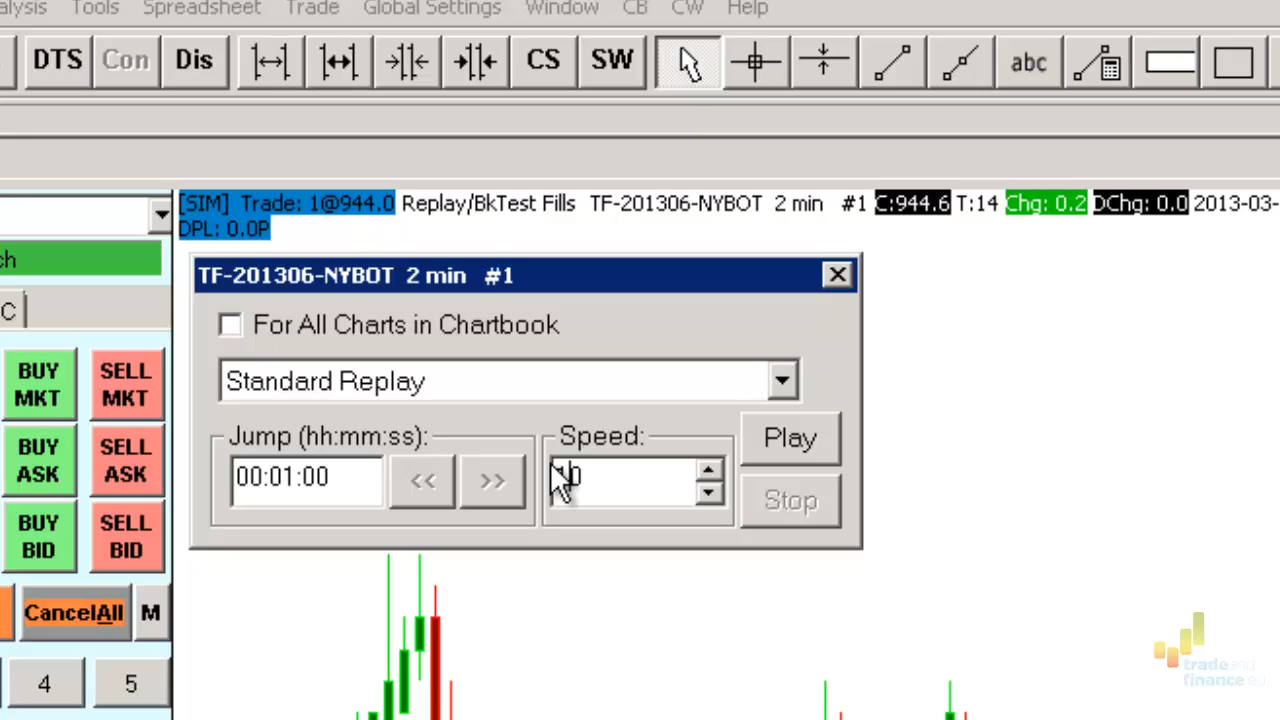 alysis Tools Spreadsheet Trade Global Settings Window CB CW Help
DTS Con Dis CS SW abc
[SIM] Trade: 1@944.0 Replay/BkTest Fills TF-201306-NYBOT 2 min #1 C:944.6 T:14 Chg: 0.2 DChg: 0.0 2013-03-
DPL: 0.0P
ch
TF-201306-NYBOT 2 min #1
C
For All Charts in Chartbook
BUY MKT
SELL MKT
Standard Replay
Jump (hh:mm:ss):
Speed:
Play
BUY ASK
SELL ASK
00:01:00
<<
>>
Stop
BUY BID
SELL BID
CancelAll
M
4
5
trade and
finance eu